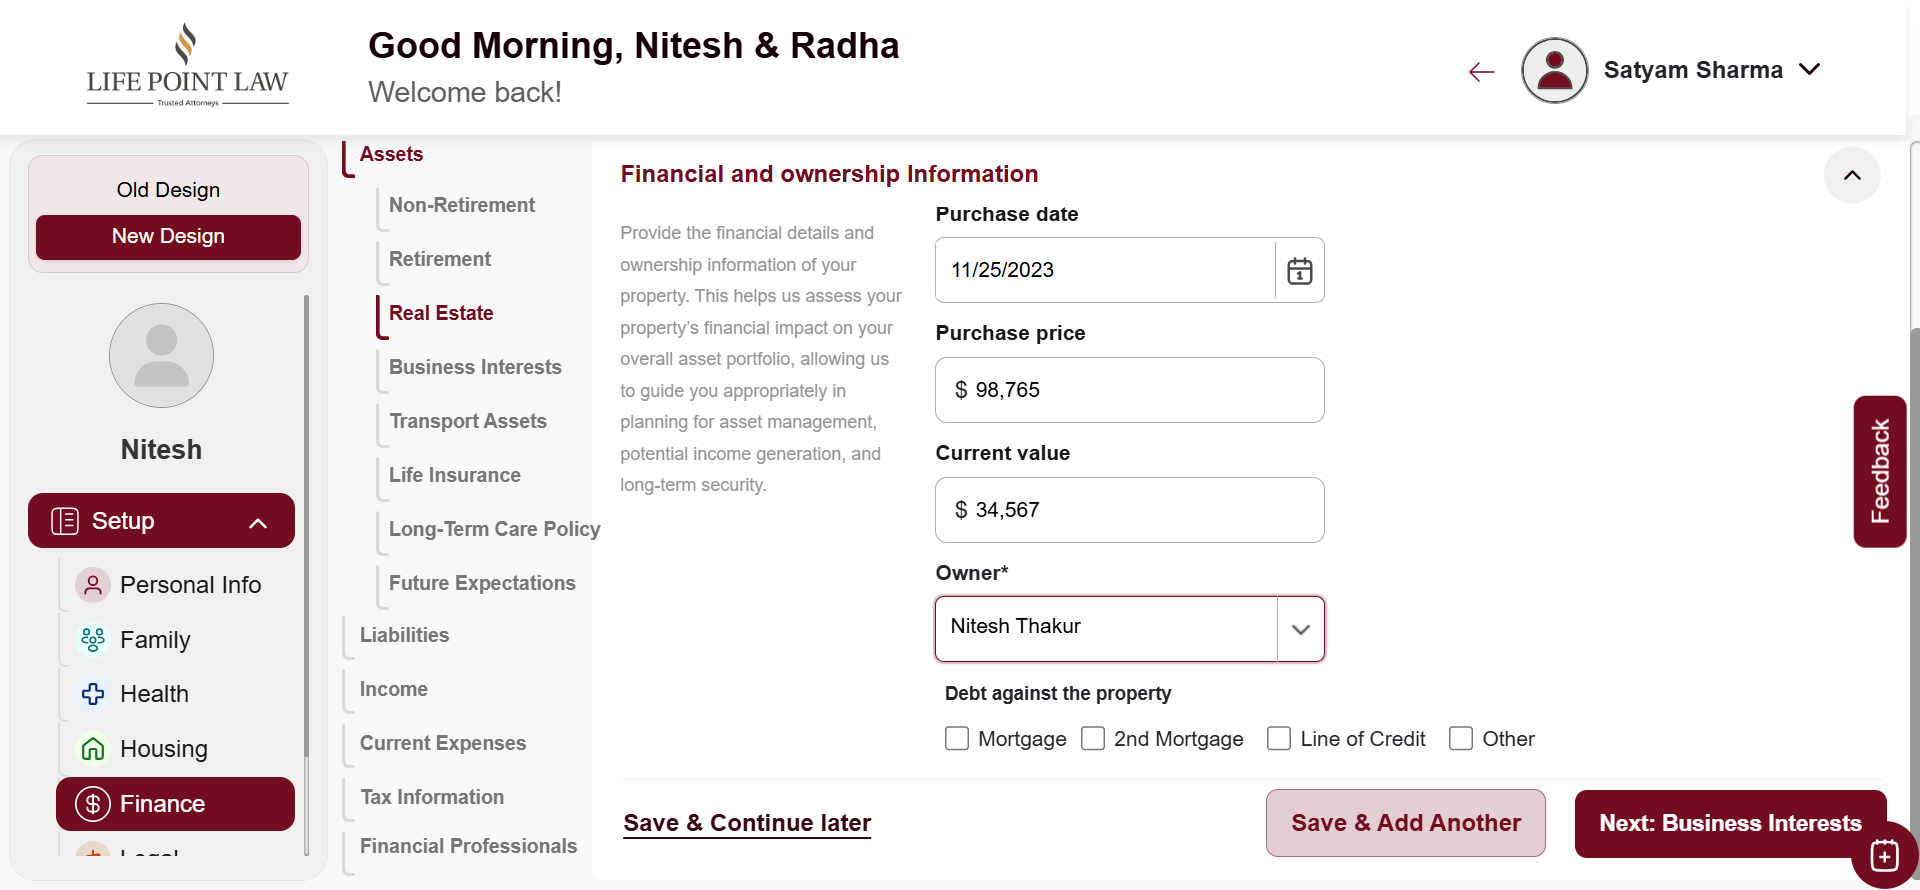 LIFE POINT LAW
Trusted Attorneys
Good Morning, Nitesh & Radha
Welcome back!
Satyam Sharma
Old Design
New Design
Nitesh
Setup
Personal Info
Family
Health
Housing
Finance
Assets
Non-Retirement
Retirement
Real Estate
Business Interests
Transport Assets
Life Insurance
Long-Term Care Policy
Future Expectations
Liabilities
Income
Current Expenses
Tax Information
Financial Professionals
Financial and ownership Information
Provide the financial details and
ownership information of your
property. This helps us assess your
property's financial impact on your
overall asset portfolio, allowing us
to guide you appropriately in
planning for asset management,
potential income generation, and
long-term security.
Purchase date
11/25/2023
Purchase price
$ 98,765
Current value
$ 34,567
Owner*
Nitesh Thakur
Debt against the property
Mortgage
2nd Mortgage
Line of Credit
Other
Save & Continue later
Save & Add Another
Next: Business Interests
Feedback